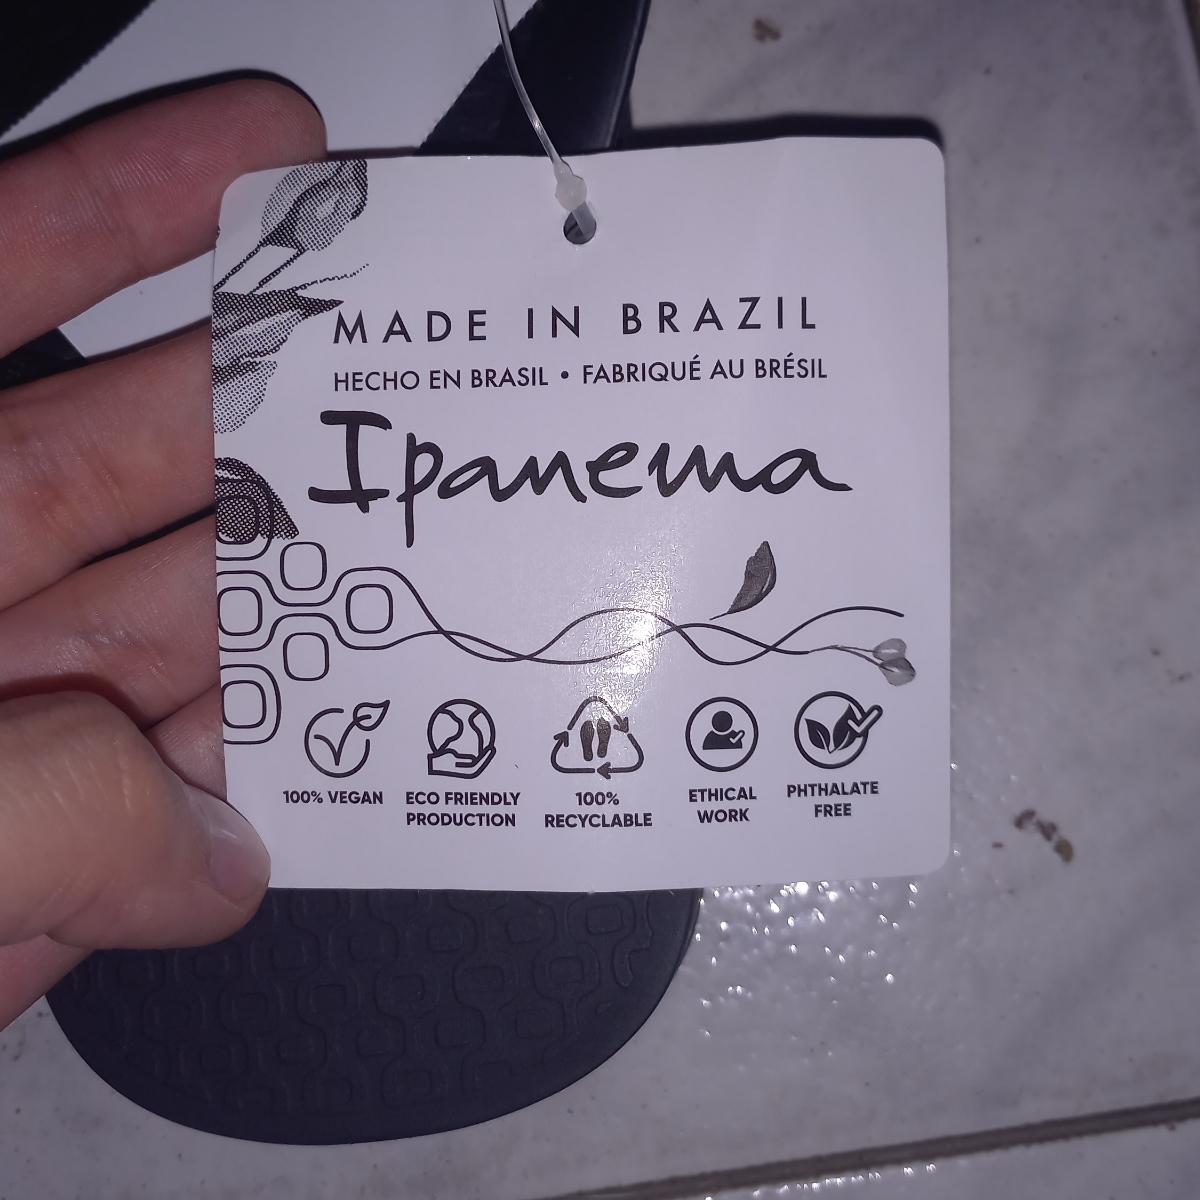 MADE IN BRAZIL
HECHO EN BRASIL • FABRIQUÉ AU BRÉSIL
Ipanema
100% VEGAN
ECO FRIENDLY
PRODUCTION
100%
RECYCLABLE
ETHICAL
WORK
PHTHALATE
FREE